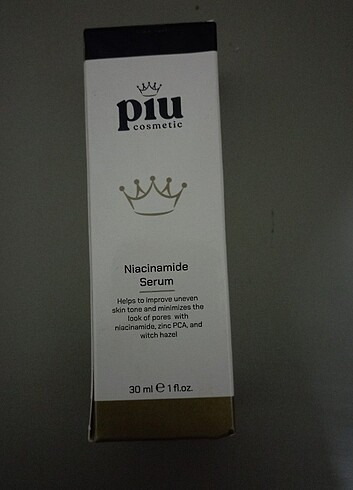 piu
cosmetic
Niacinamide
Serum
Helps to improve uneven
skin tone and minimizes the
look of pores with
niacinamide, zinc PCA, and
witch hazel
30 ml ℮ 1 fl.oz.